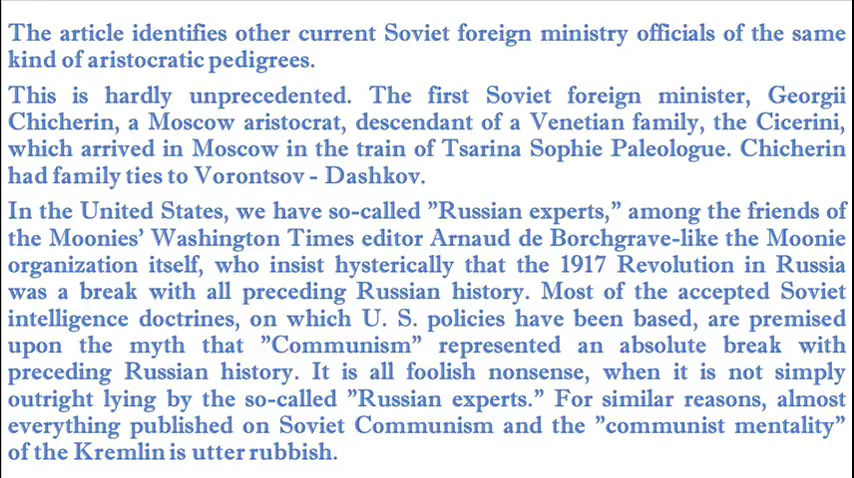 The article identifies other current Soviet foreign ministry officials of the same
kind of aristocratic pedigrees.
This is hardly unprecedented. The first Soviet foreign minister, Georgii
Chicherin, a Moscow aristocrat, descendant of a Venetian family, the Cicerini,
which arrived in Moscow in the train of Tsarina Sophie Paleologue. Chicherin
had family ties to Vorontsov - Dashkov.
In the United States, we have so-called ”Russian experts,” among the friends of
the Moonies’ Washington Times editor Arnaud de Borchgrave-like the Moonie
organization itself, who insist hysterically that the 1917 Revolution in Russia
was a break with all preceding Russian history. Most of the accepted Soviet
intelligence doctrines, on which U. S. policies have been based, are premised
upon the myth that ”Communism” represented an absolute break with
preceding Russian history. It is all foolish nonsense, when it is not simply
outright lying by the so-called ”Russian experts.” For similar reasons, almost
everything published on Soviet Communism and the ”communist mentality”
of the Kremlin is utter rubbish.